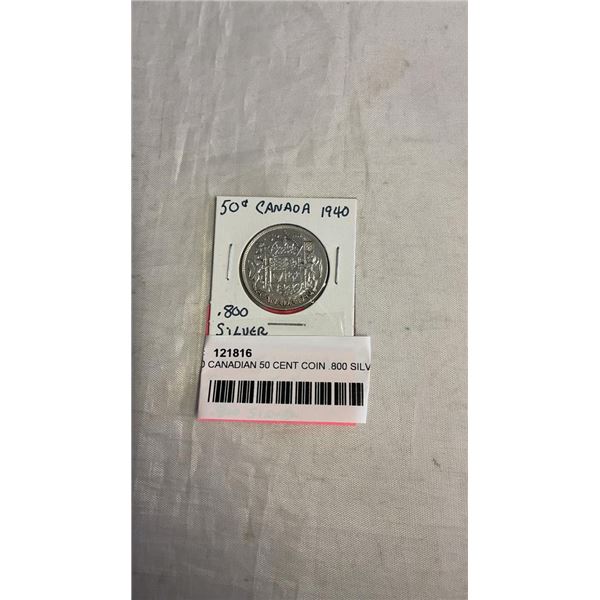 50¢ CANADA 1940
.800
SILVER
121816
CANADIAN 50 CENT COIN .800 SILV